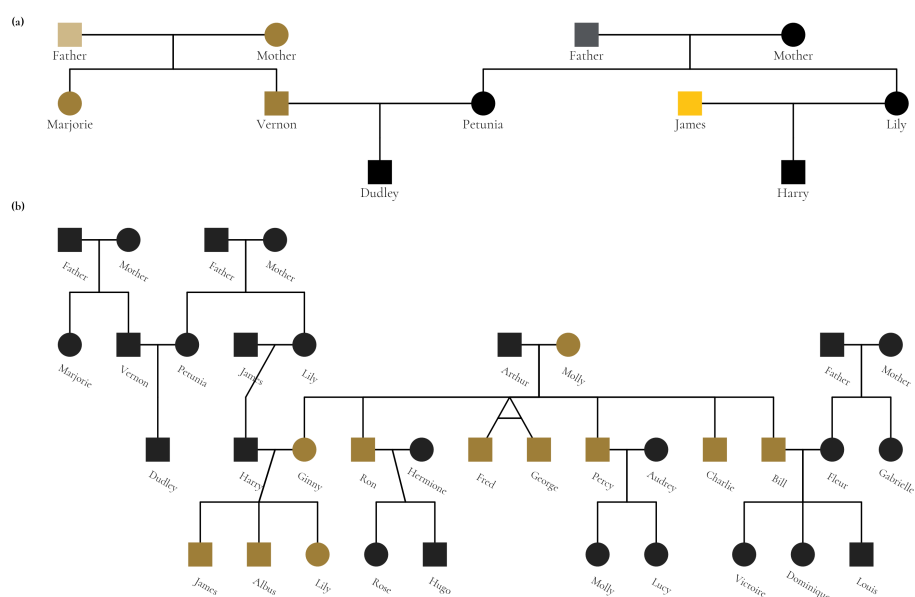 (a)
Father Mother Father Mother
Marjorie Vernon Petunia James Lily
Dudley Harry
(b)
Father Mother Father Mother
Marjorie Vernon Petunia James Lily Arthur Molly Father Mother
Dudley Harry Ginny Ron Hermione Fred George Percy Audrey Charlie Bill Fleur Gabrielle
James Albus Lily Rose Hugo Molly Lucy Victoire Dominique Louis